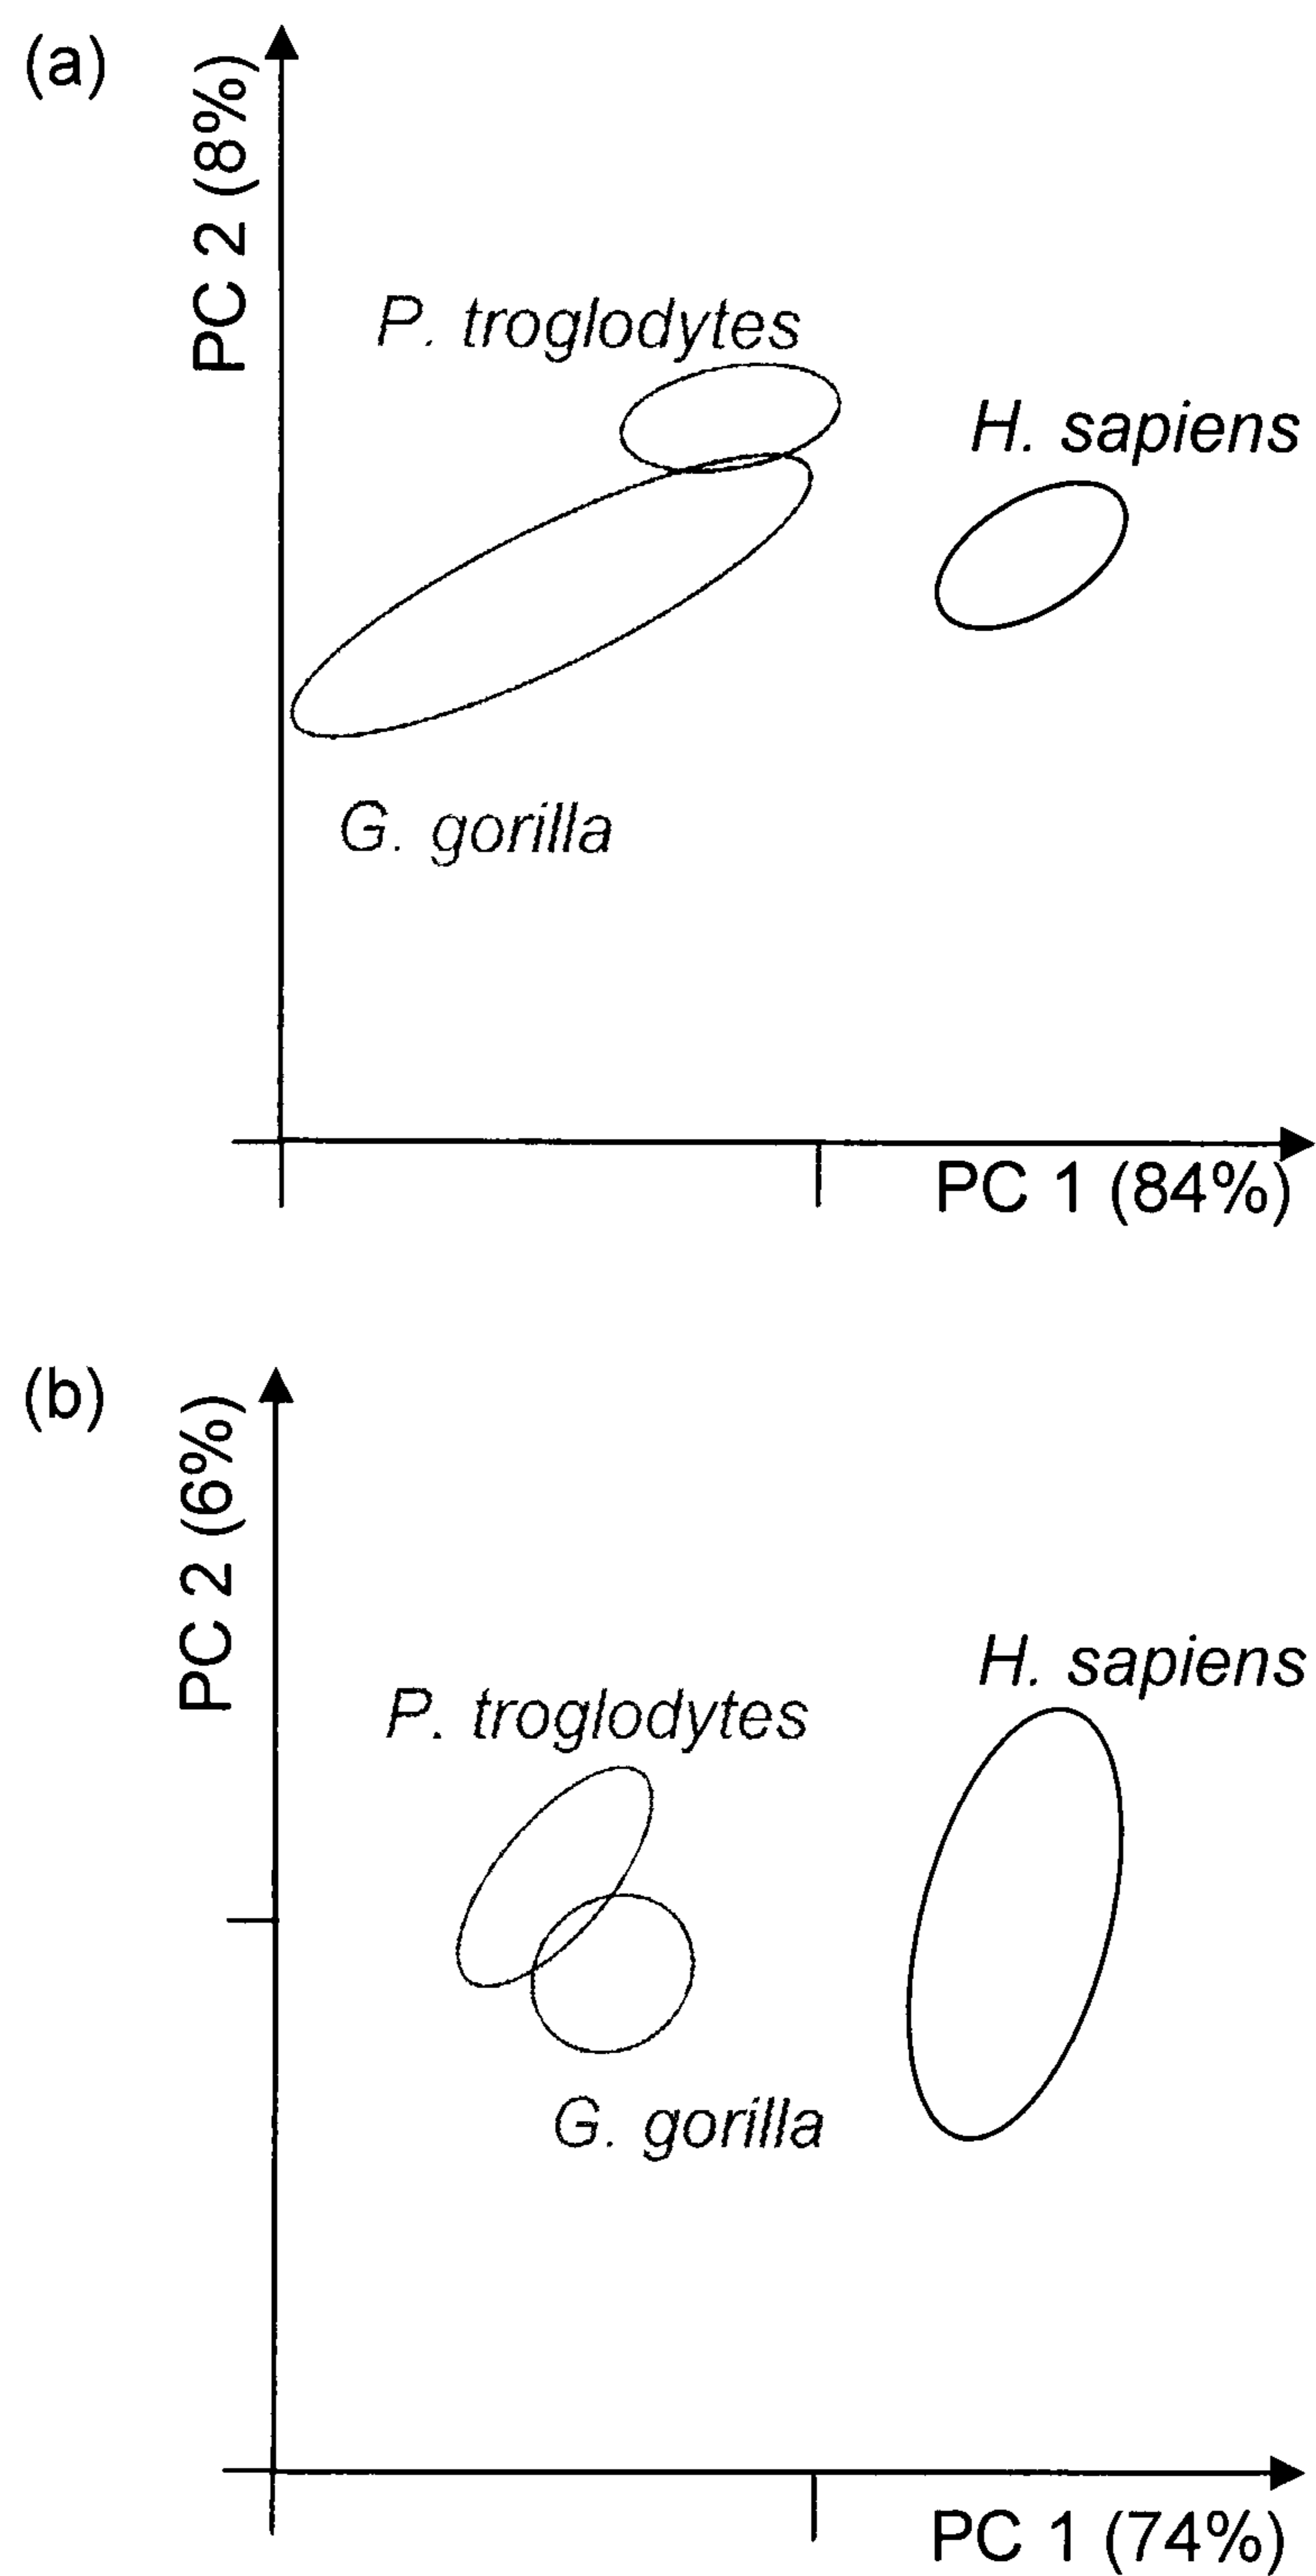 (a)
PC 2 (8%)
P. troglodytes
H. sapiens
G. gorilla
PC 1 (84%)
(b)
PC 2 (6%)
H. sapiens
P. troglodytes
G. gorilla
PC 1 (74%)